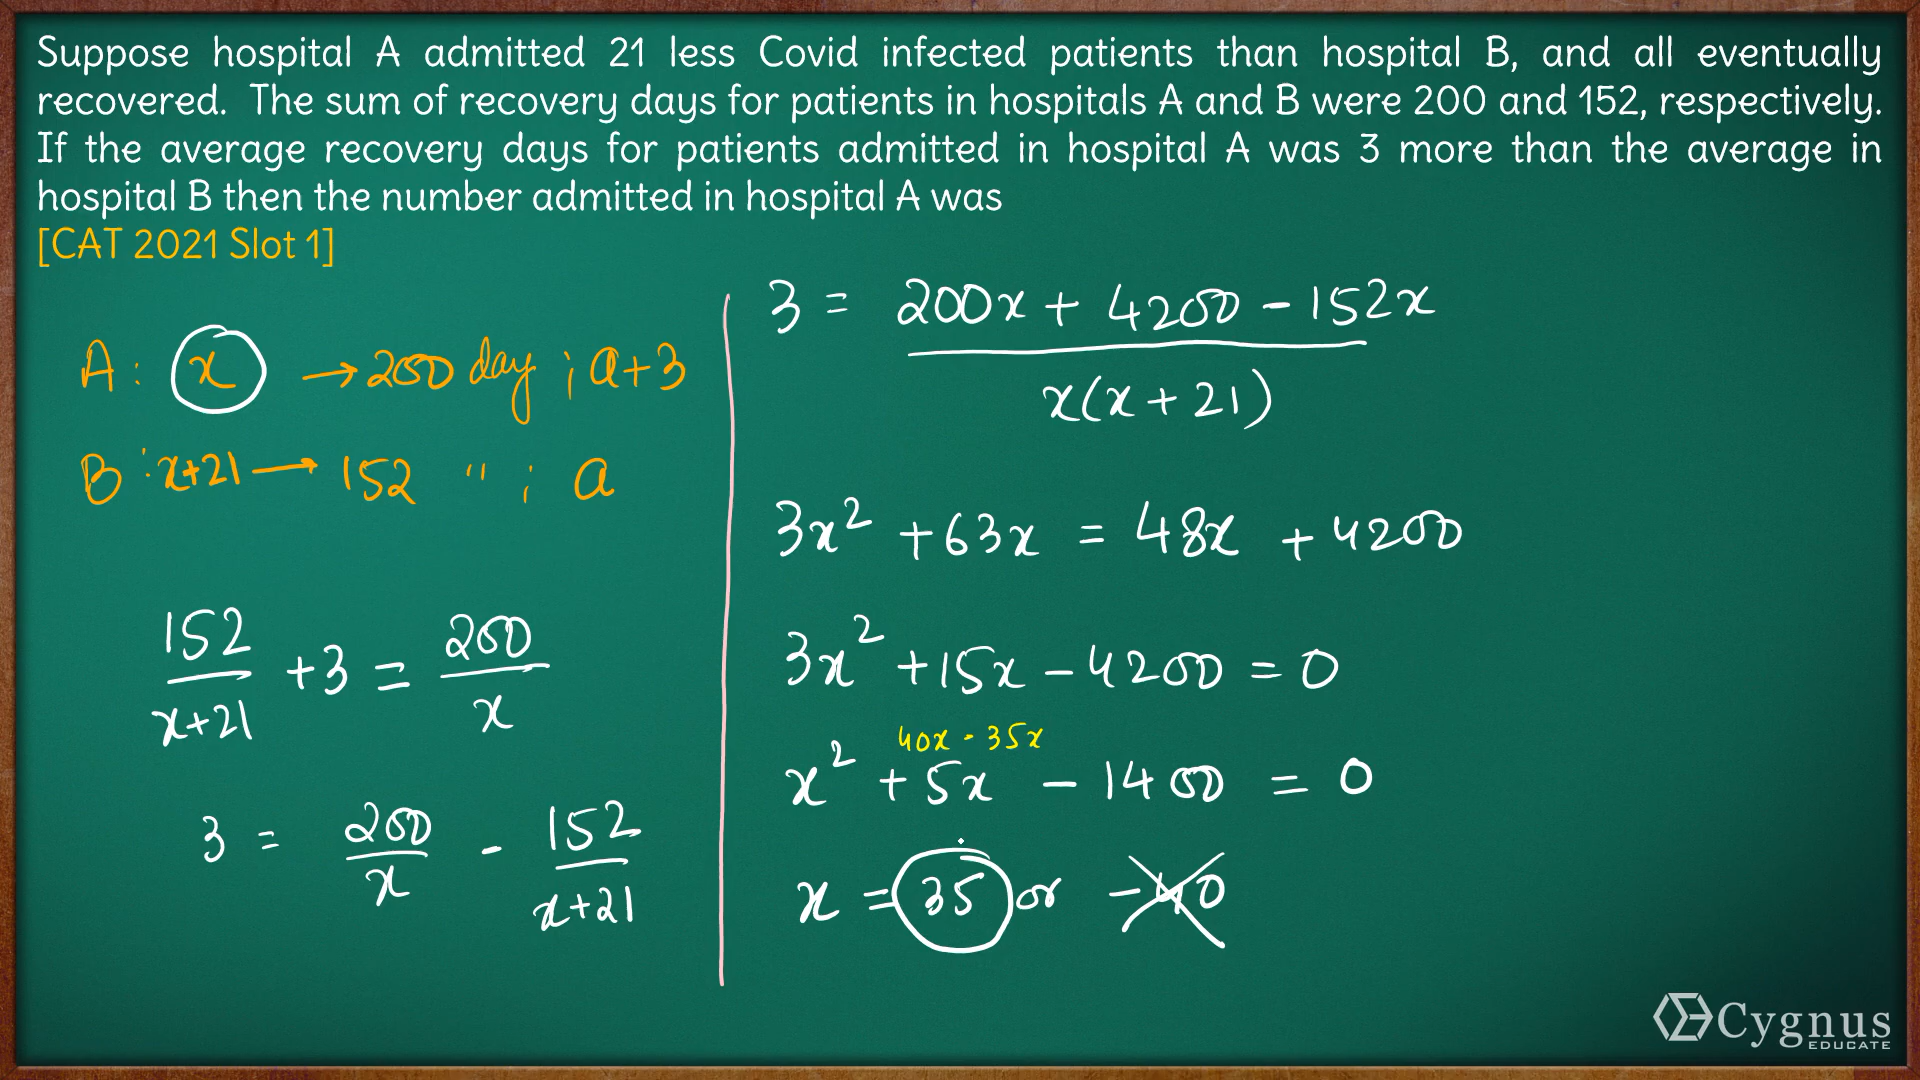 Suppose hospital A admitted 21 less Covid infected patients than hospital B, and all eventually
recovered. The sum of recovery days for patients in hospitals A and B were 200 and 152, respectively.
If the average recovery days for patients admitted in hospital A was 3 more than the average in
hospital B then the number admitted in hospital A was
[CAT 2021 Slot 1]
A: x → 200 day ; a+3
B : x+21 → 152 " ; a
152/(x+21) + 3 = 200/x
3 = 200/x - 152/(x+21)
3 = (200x + 4200 - 152x)/(x(x+21))
3x² + 63x = 48x + 4200
3x² + 15x - 4200 = 0
40x - 35x
x² + 5x - 1400 = 0
x = 35 or -40
Cygnus
EDUCATE